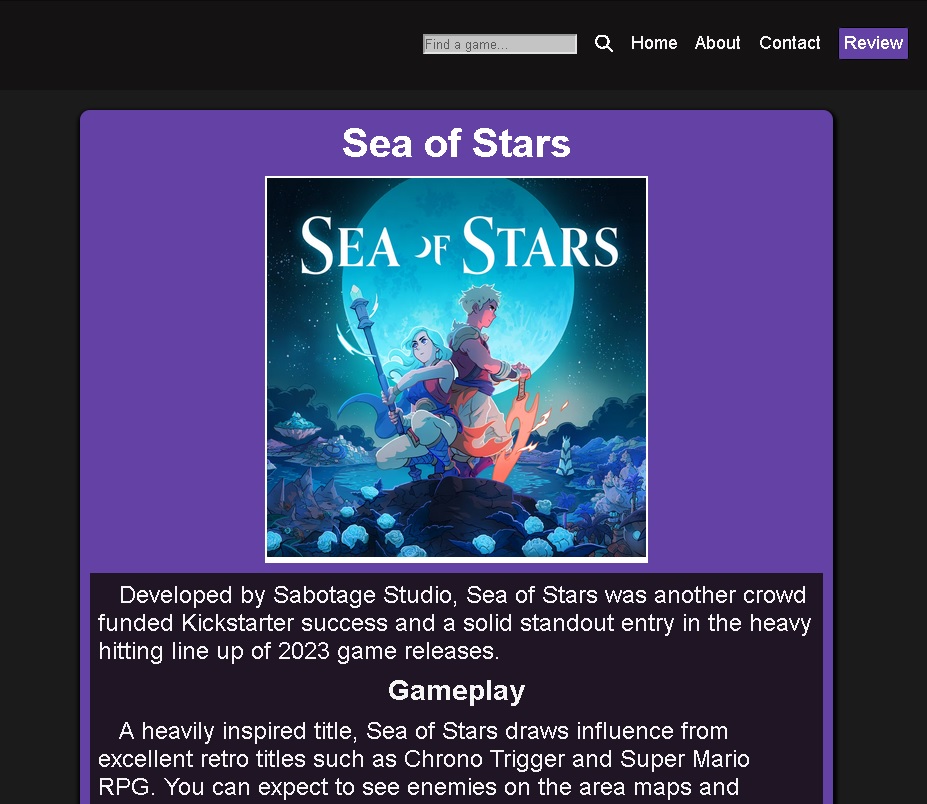 Find a game... Home About Contact Review
Sea of Stars
SEA OF STARS
Developed by Sabotage Studio, Sea of Stars was another crowd
funded Kickstarter success and a solid standout entry in the heavy
hitting line up of 2023 game releases.
Gameplay
A heavily inspired title, Sea of Stars draws influence from
excellent retro titles such as Chrono Trigger and Super Mario
RPG. You can expect to see enemies on the area maps and